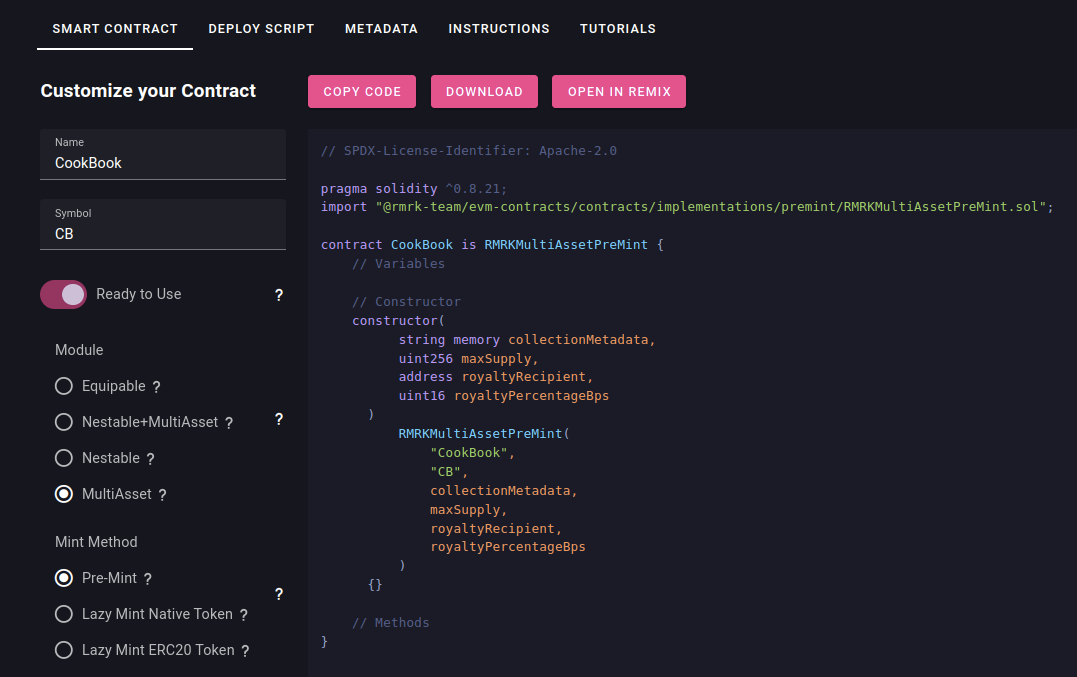 SMART CONTRACT DEPLOY SCRIPT METADATA INSTRUCTIONS TUTORIALS
Customize your Contract
COPY CODE DOWNLOAD OPEN IN REMIX
Name
CookBook
Symbol
CB
Ready to Use ?
Module
Equipable ?
Nestable+MultiAsset ? ?
Nestable ?
MultiAsset ?
Mint Method
Pre-Mint ?
?
Lazy Mint Native Token ?
Lazy Mint ERC20 Token ?
// SPDX-License-Identifier: Apache-2.0
pragma solidity ^0.8.21;
import "@rmrk-team/evm-contracts/contracts/implementations/premint/RMRKMultiAssetPreMint.sol";
contract CookBook is RMRKMultiAssetPreMint {
// Variables
// Constructor
constructor(
string memory collectionMetadata,
uint256 maxSupply,
address royaltyRecipient,
uint16 royaltyPercentageBps
)
RMRKMultiAssetPreMint(
"CookBook",
"CB",
collectionMetadata,
maxSupply,
royaltyRecipient,
royaltyPercentageBps
)
{}
// Methods
}